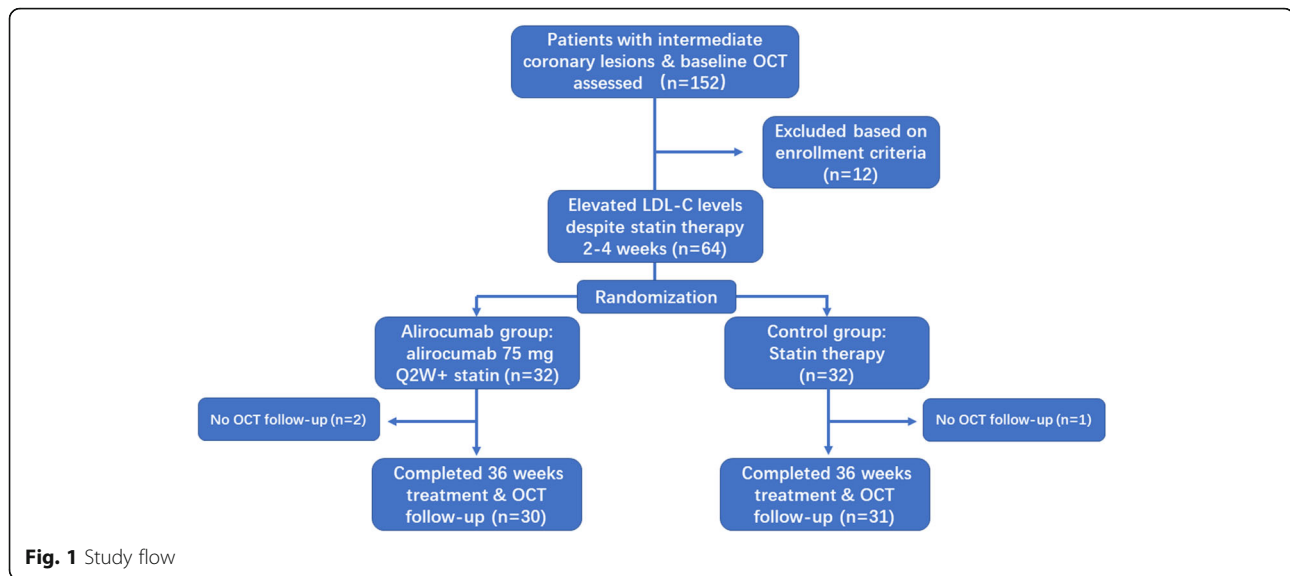 Patients with intermediate
coronary lesions & baseline OCT
assessed (n=152)
Excluded based on
enrollment criteria
(n=12)
Elevated LDL-C levels
despite statin therapy
2-4 weeks (n=64)
Randomization
Alirocumab group:
alirocumab 75 mg
Q2W+ statin (n=32)
Control group:
Statin therapy
(n=32)
No OCT follow-up (n=2)
No OCT follow-up (n=1)
Completed 36 weeks
treatment & OCT
follow-up (n=30)
Completed 36 weeks
treatment & OCT
follow-up (n=31)
Fig. 1 Study flow